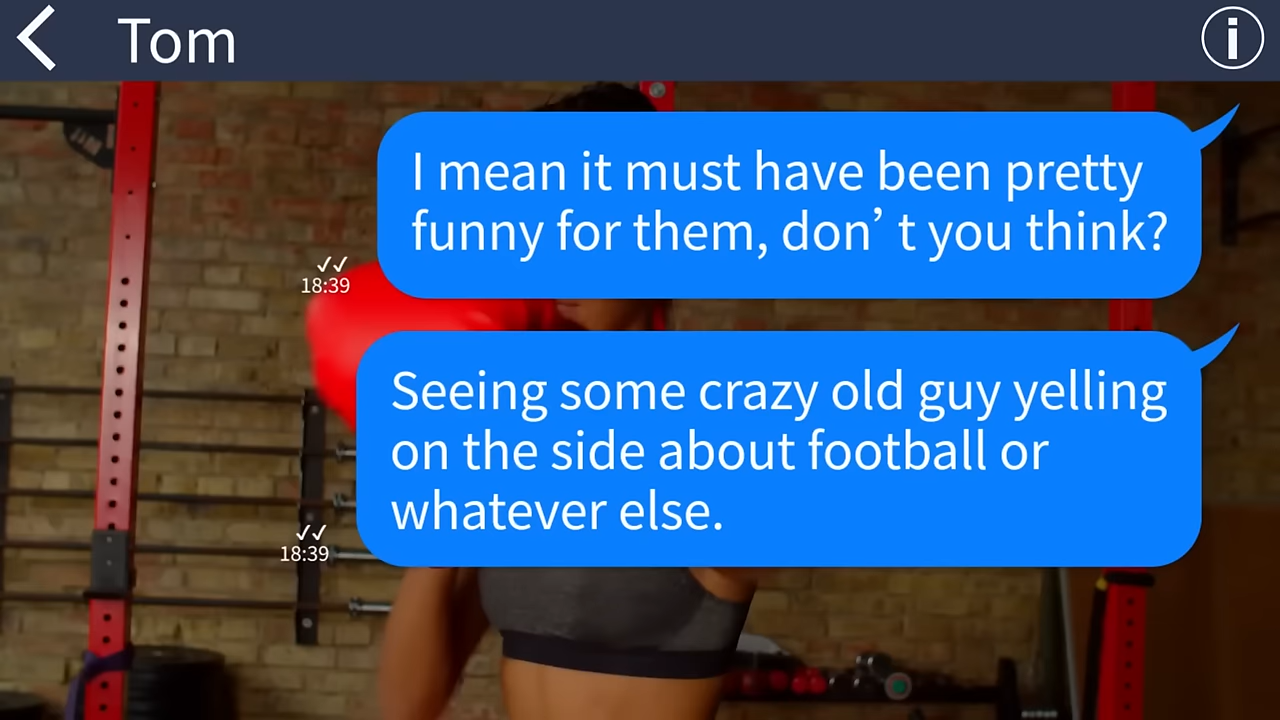 Tom
I mean it must have been pretty
funny for them, don’ t you think?
18:39
Seeing some crazy old guy yelling
on the side about football or
whatever else.
18:39